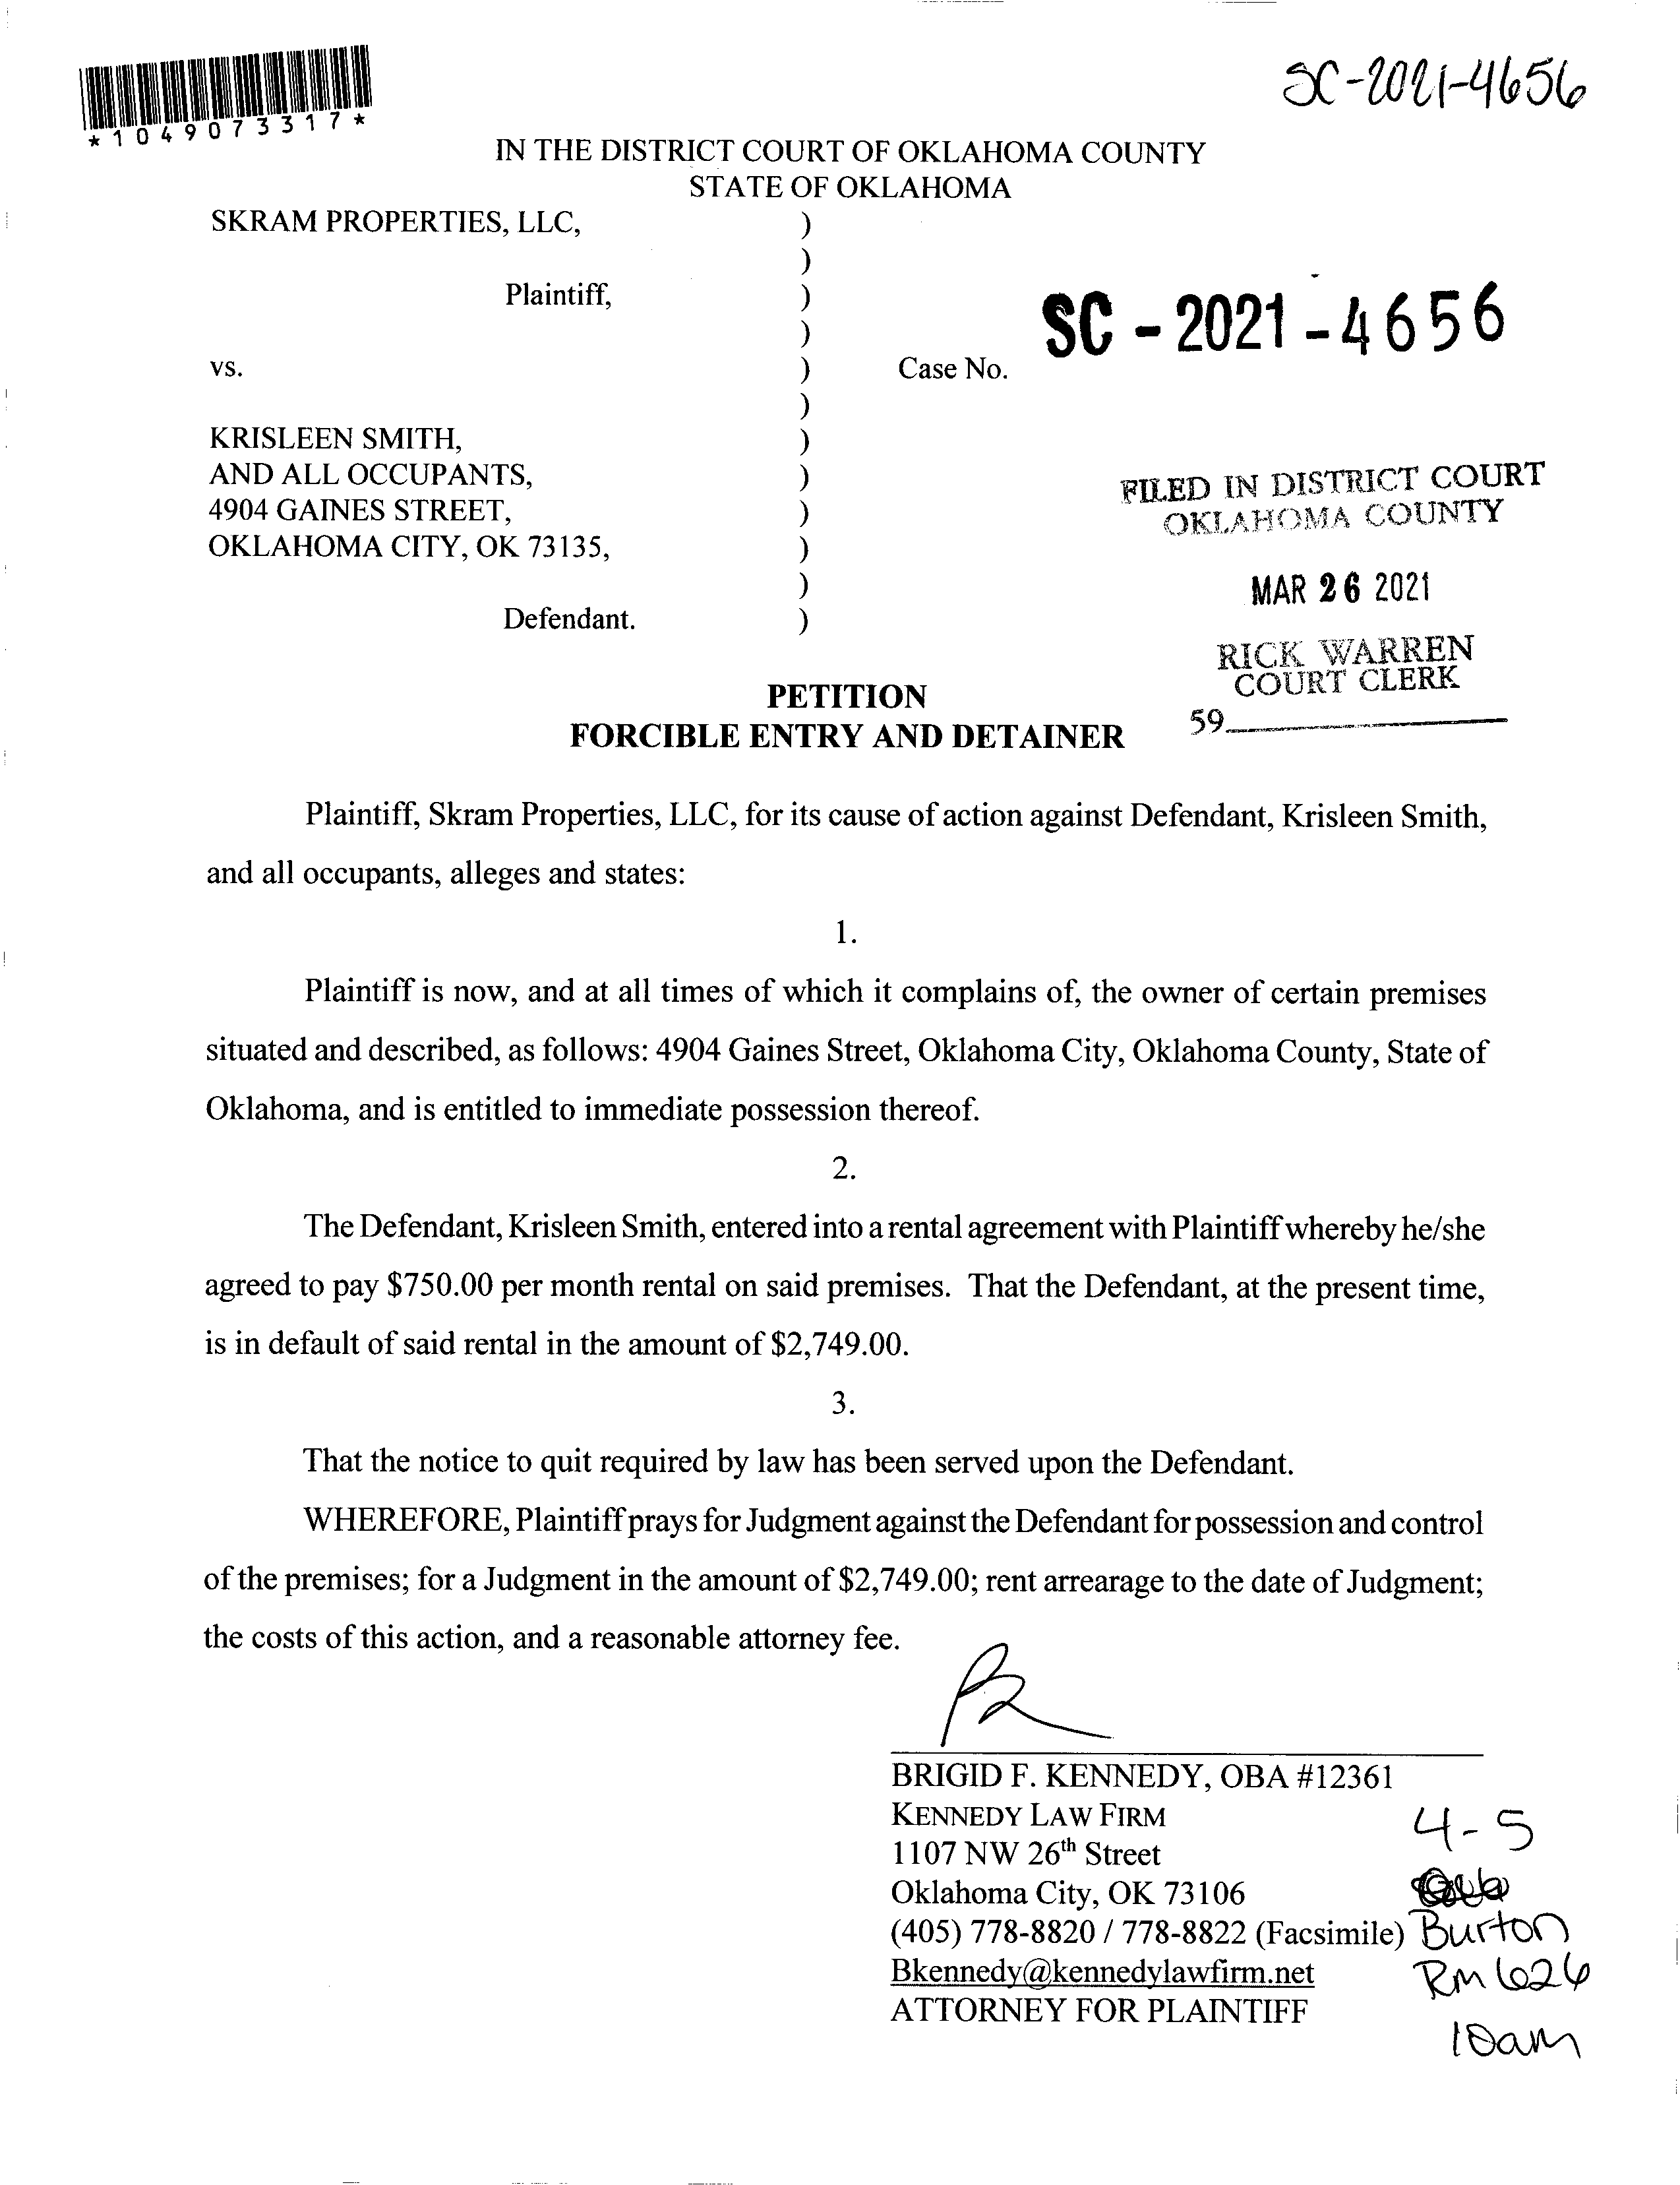 SC-2021-4656
*1049073317*
IN THE DISTRICT COURT OF OKLAHOMA COUNTY
STATE OF OKLAHOMA
SKRAM PROPERTIES, LLC, )
)
Plaintiff, )
)
SC-2021-4656
vs. ) Case No.
)
KRISLEEN SMITH, )
AND ALL OCCUPANTS, )
4904 GAINES STREET, )
OKLAHOMA CITY, OK 73135, )
)
Defendant. )
FILED IN DISTRICT COURT
OKLAHOMA COUNTY
MAR 26 2021
RICK WARREN
COURT CLERK
59
PETITION
FORCIBLE ENTRY AND DETAINER
Plaintiff, Skram Properties, LLC, for its cause of action against Defendant, Krisleen Smith,
and all occupants, alleges and states:
1.
Plaintiff is now, and at all times of which it complains of, the owner of certain premises
situated and described, as follows: 4904 Gaines Street, Oklahoma City, Oklahoma County, State of
Oklahoma, and is entitled to immediate possession thereof.
2.
The Defendant, Krisleen Smith, entered into a rental agreement with Plaintiff whereby he/she
agreed to pay $750.00 per month rental on said premises. That the Defendant, at the present time,
is in default of said rental in the amount of $2,749.00.
3.
That the notice to quit required by law has been served upon the Defendant.
WHEREFORE, Plaintiff prays for Judgment against the Defendant for possession and control
of the premises; for a Judgment in the amount of $2,749.00; rent arrearage to the date of Judgment;
the costs of this action, and a reasonable attorney fee.
BRIGID F. KENNEDY, OBA #12361
KENNEDY LAW FIRM
1107 NW 26th Street
Oklahoma City, OK 73106
(405) 778-8820 / 778-8822 (Facsimile)
Bkennedy@kennedylawfirm.net
ATTORNEY FOR PLAINTIFF
4-5
Burton
Rm 626
10am